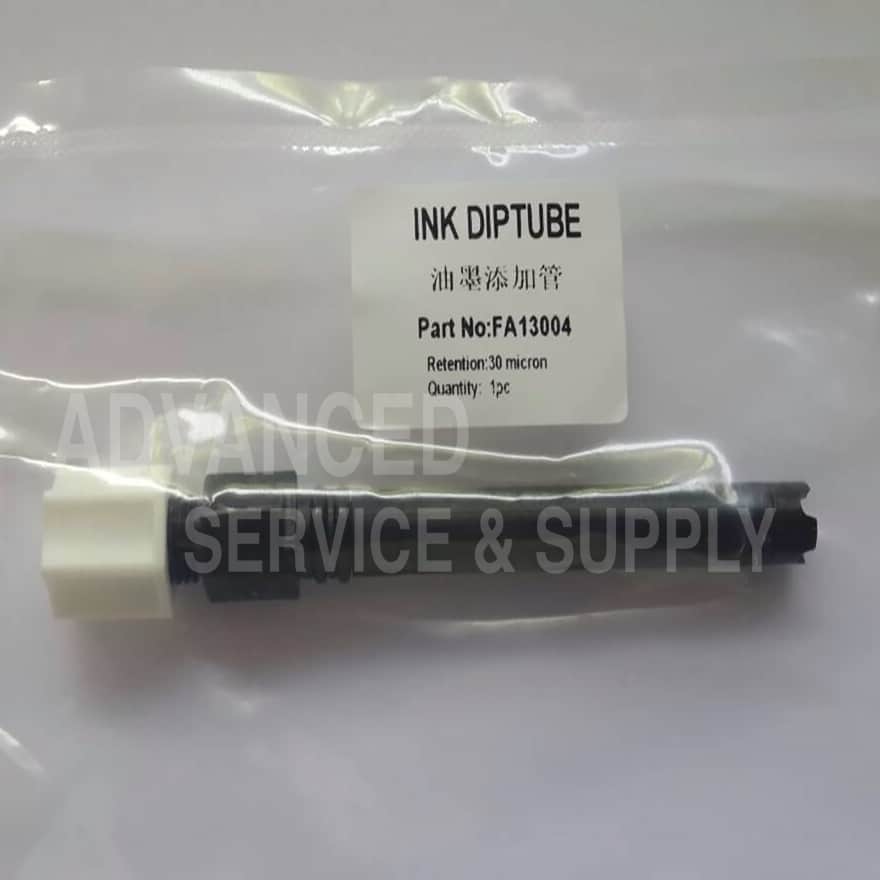 INK DIPTUBE
油墨添加管
Part No:FA13004
Retention:30 micron
Quantity: 1pc
ADVANCED
SERVICE & SUPPLY